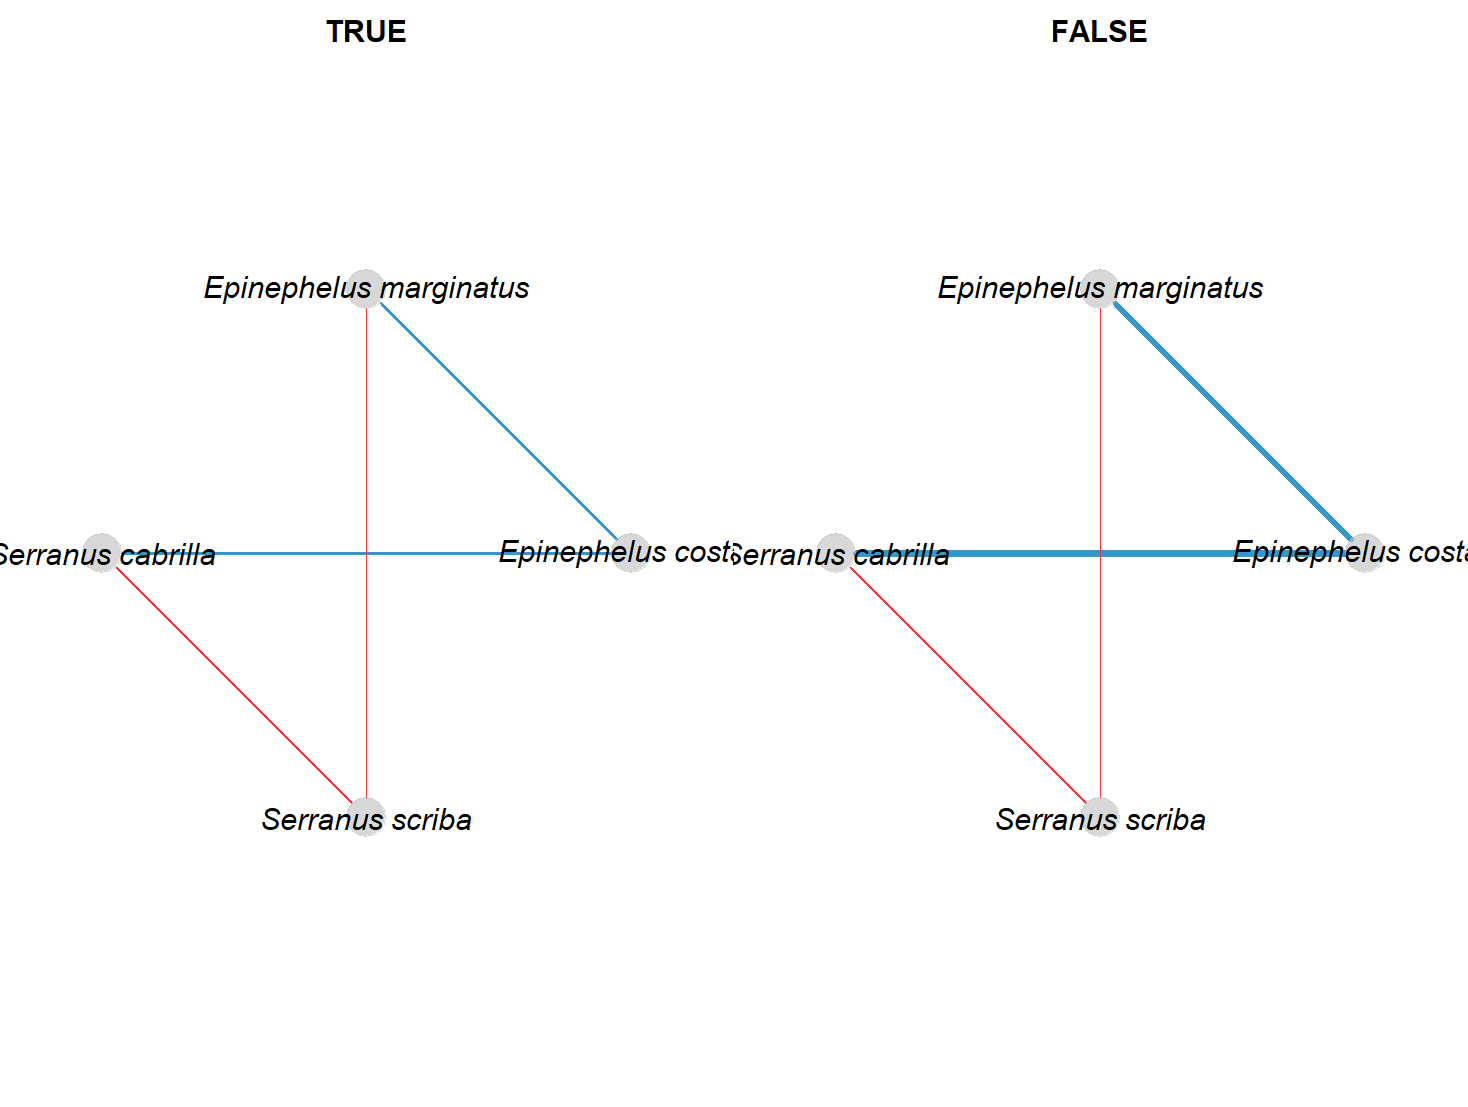 TRUE
FALSE
Epinephelus marginatus
Epinephelus marginatus
Serranus cabrilla
Epinephelus costa
Serranus cabrilla
Epinephelus costa
Serranus scriba
Serranus scriba